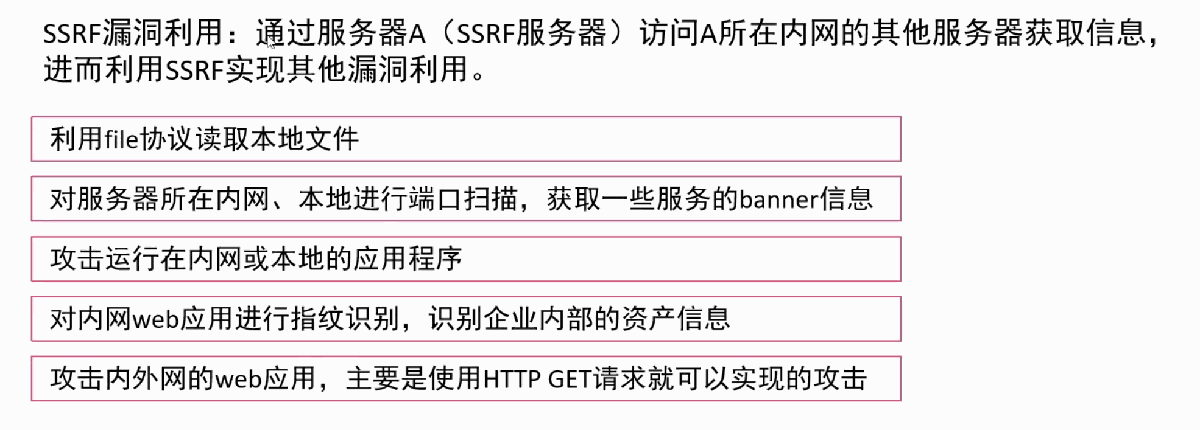 SSRF漏洞利用：通过服务器A（SSRF服务器）访问A所在内网的其他服务器获取信息，
进而利用SSRF实现其他漏洞利用。
利用file协议读取本地文件
对服务器所在内网、本地进行端口扫描，获取一些服务的banner信息
攻击运行在内网或本地的应用程序
对内网web应用进行指纹识别，识别企业内部的资产信息
攻击内外网的web应用，主要是使用HTTP GET请求就可以实现的攻击